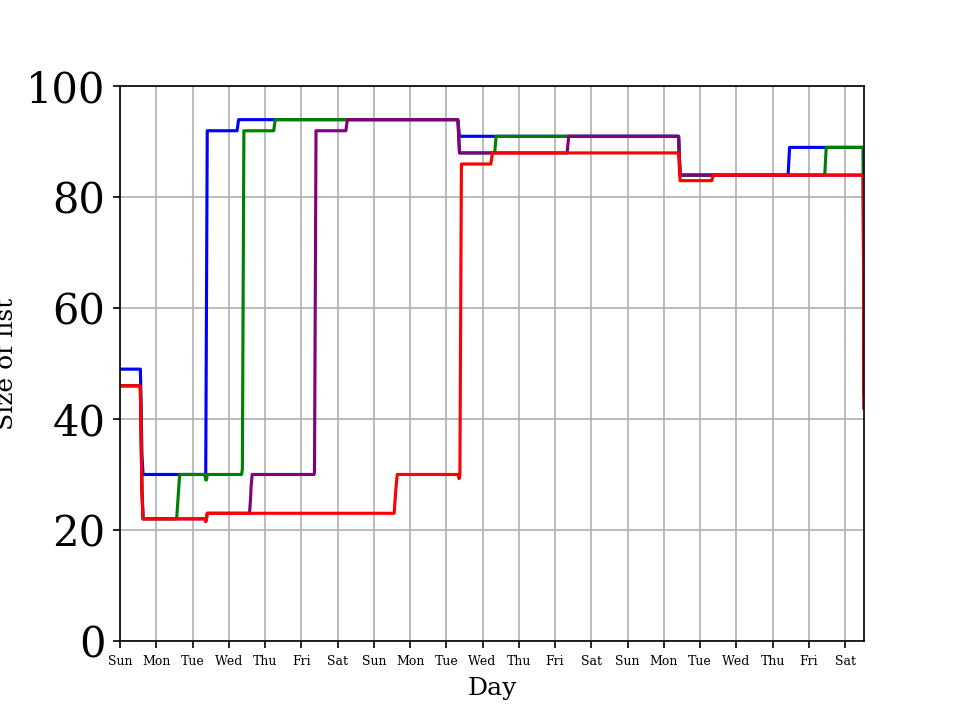 100
80
60
40
20
0
Size of list
Sun Mon Tue Wed Thu Fri Sat Sun Mon Tue Wed Thu Fri Sat Sun Mon Tue Wed Thu Fri Sat
Day